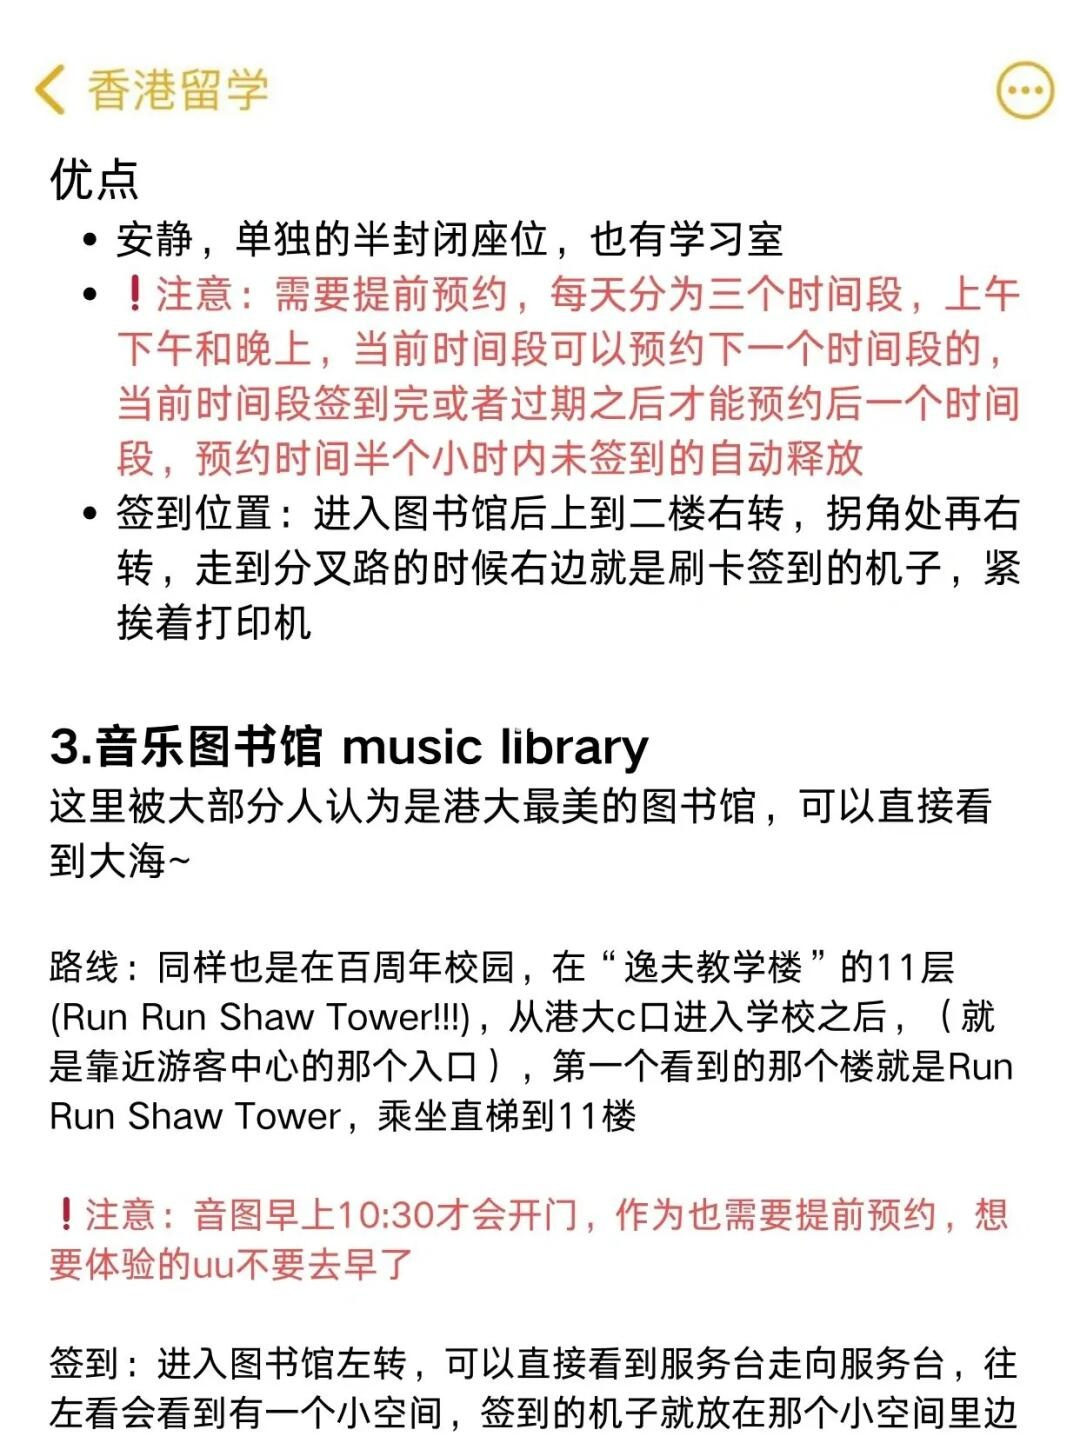 香港留学
优点
安静，单独的半封闭座位，也有学习室
❗注意：需要提前预约，每天分为三个时间段，上午
下午和晚上，当前时间段可以预约下一个时间段的，
当前时间段签到完或者过期之后才能预约后一个时间
段，预约时间半个小时内未签到的自动释放
签到位置：进入图书馆后上到二楼右转，拐角处再右
转，走到分叉路的时候右边就是刷卡签到的机子，紧
挨着打印机
3.音乐图书馆 music library
这里被大部分人认为是港大最美的图书馆，可以直接看
到大海~
路线：同样也是在百周年校园，在“逸夫教学楼”的11层
(Run Run Shaw Tower!!!)，从港大c口进入学校之后，（就
是靠近游客中心的那个入口），第一个看到的那个楼就是Run
Run Shaw Tower，乘坐直梯到11楼
❗注意：音图早上10:30才会开门，作为也需要提前预约，想
要体验的uu不要去早了
签到：进入图书馆左转，可以直接看到服务台走向服务台，往
左看会看到有一个小空间，签到的机子就放在那个小空间里边